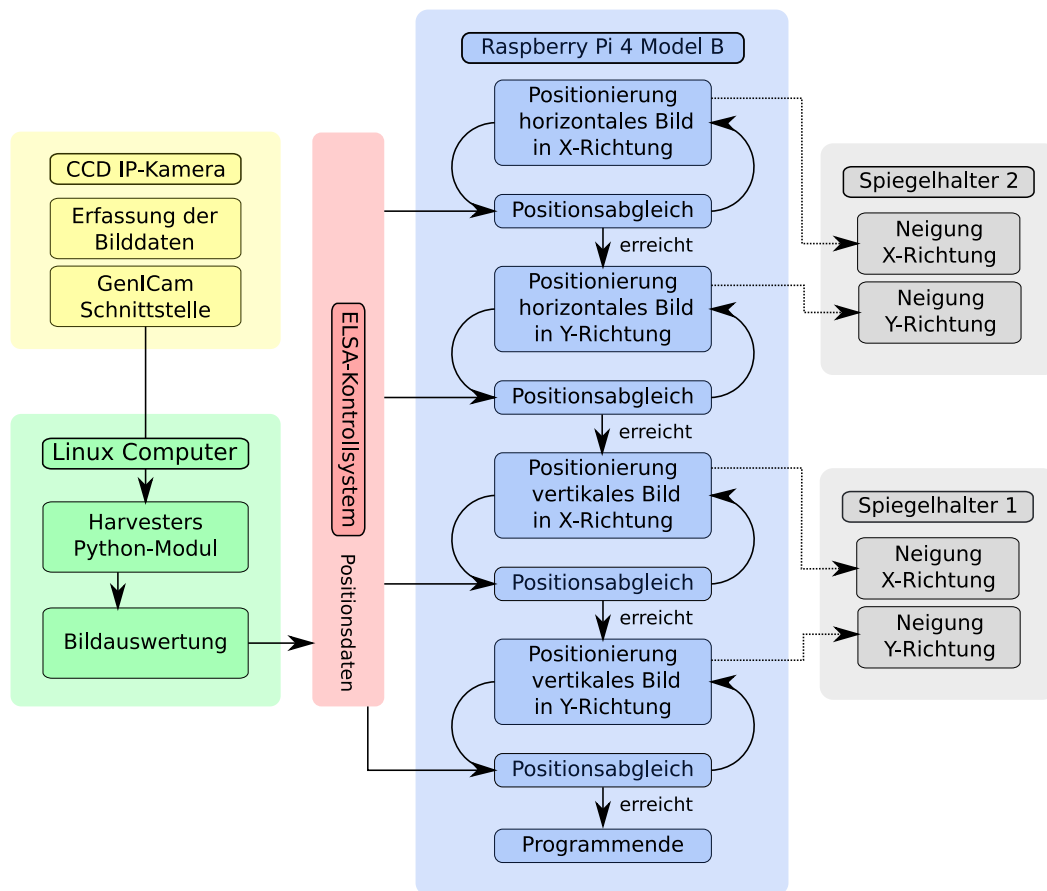 CCD IP-Kamera
Erfassung der
Bilddaten
GenICam
Schnittstelle
Linux Computer
Harvesters
Python-Modul
Bildauswertung
ELSA-Kontrollsystem
Positionsdaten
Raspberry Pi 4 Model B
Positionierung
horizontales Bild
in X-Richtung
Positionsabgleich
erreicht
Positionierung
horizontales Bild
in Y-Richtung
Positionsabgleich
erreicht
Positionierung
vertikales Bild
in X-Richtung
Positionsabgleich
erreicht
Positionierung
vertikales Bild
in Y-Richtung
Positionsabgleich
erreicht
Programmende
Spiegelhalter 2
Neigung
X-Richtung
Neigung
Y-Richtung
Spiegelhalter 1
Neigung
X-Richtung
Neigung
Y-Richtung